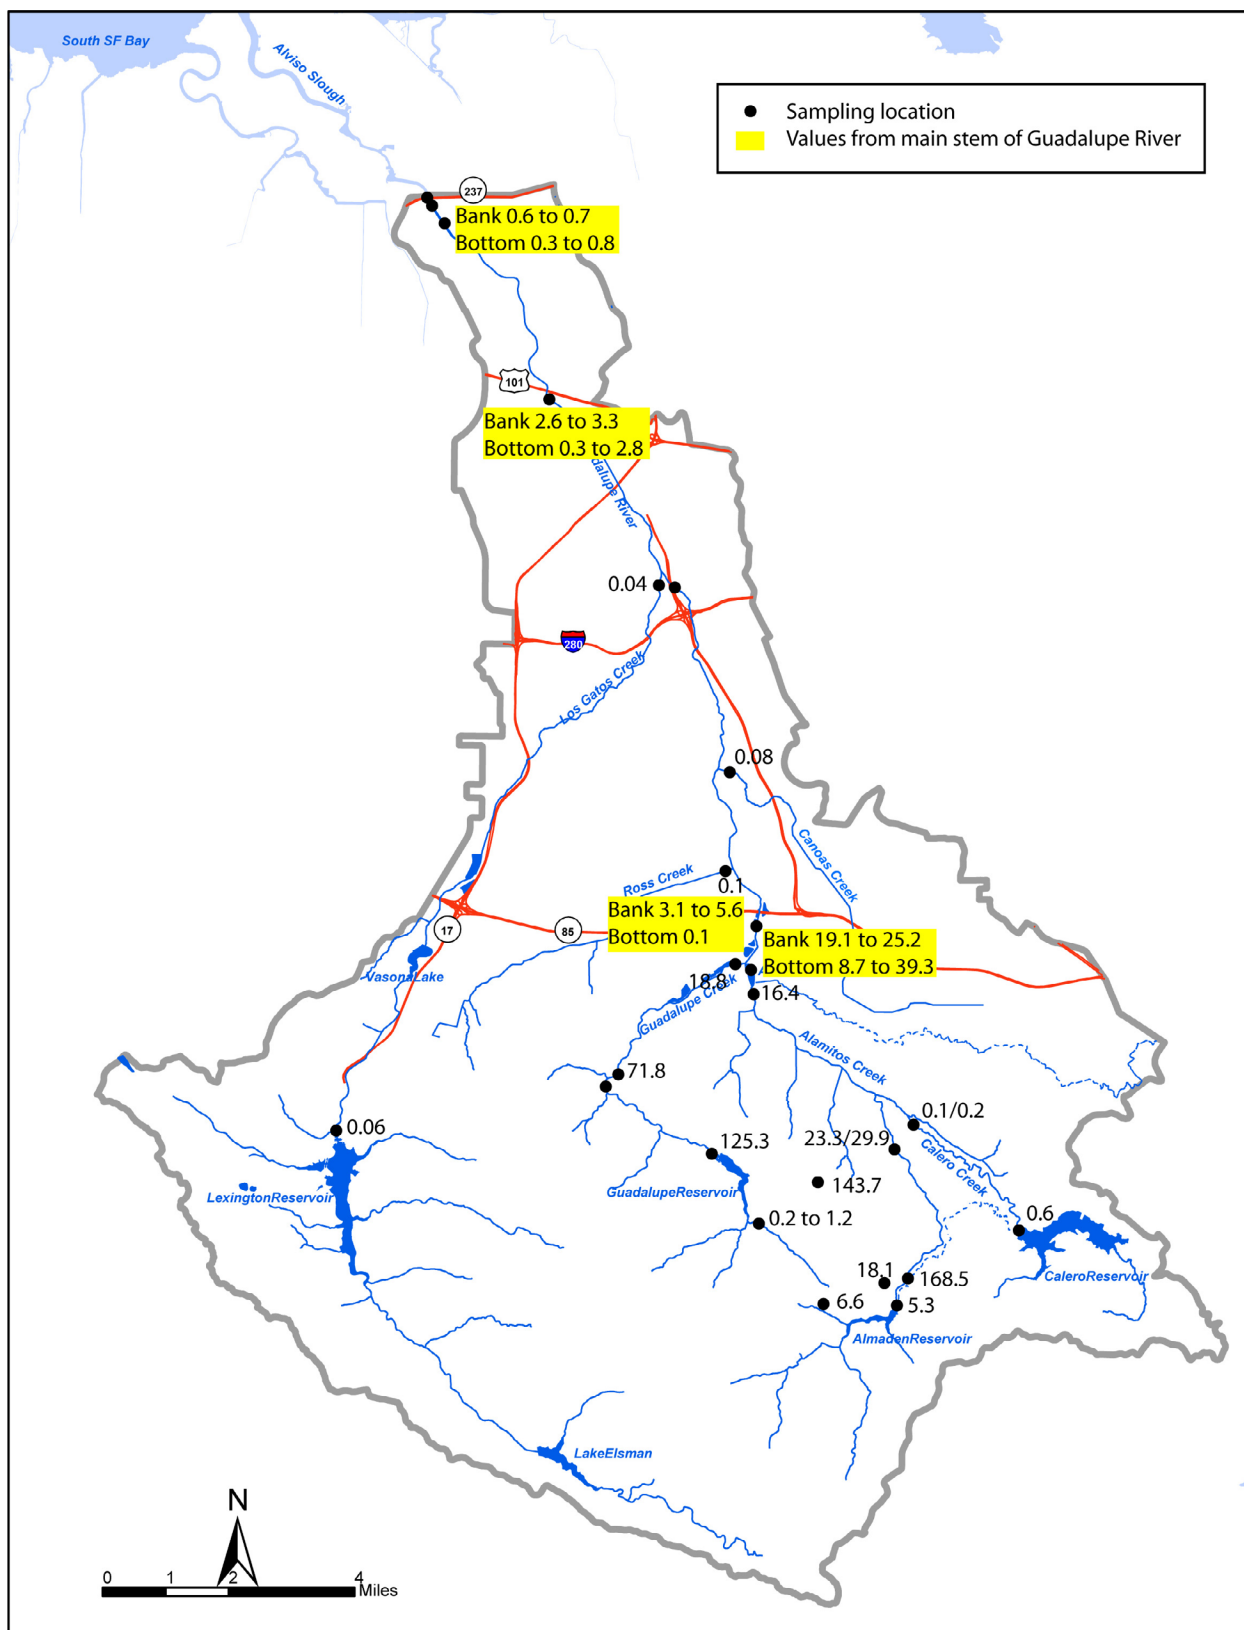 South SF Bay
Alviso Slough
Sampling location
Values from main stem of Guadalupe River
237
Bank 0.6 to 0.7
Bottom 0.3 to 0.8
101
Bank 2.6 to 3.3
Bottom 0.3 to 2.8
dalupe River
0.04
280
Los Gatos Creek
0.08
Canoas Creek
Ross Creek
0.1
Bank 3.1 to 5.6
Bottom 0.1
17
85
Bank 19.1 to 25.2
Bottom 8.7 to 39.3
VasonaLake
18.8
Guadalupe Creek
16.4
Alamitos Creek
71.8
0.06
0.1/0.2
23.3/29.9
Calero Creek
125.3
143.7
LexingtonReservoir
GuadalupeReservoir
0.2 to 1.2
0.6
CaleroReservoir
18.1
168.5
6.6
5.3
AlmadenReservoir
LakeElsman
N
0 1 2 4
Miles